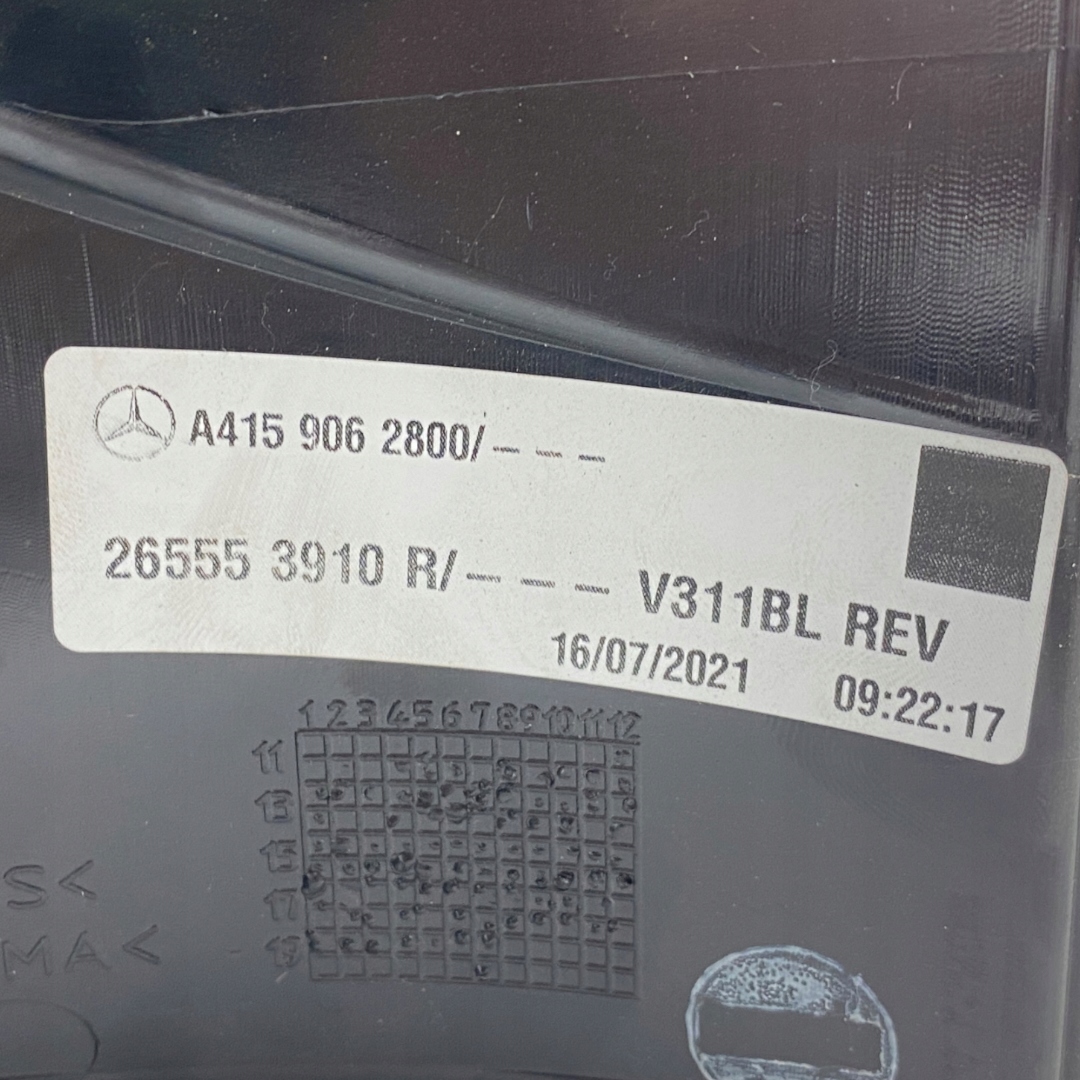 A415 906 2800/- - -
26555 3910 R/- - - V311BL REV
16/07/2021 09:22:17
1 2 3 4 5 6 7 8 9 10 11 12
11
13
15
17
19
S<
MA<